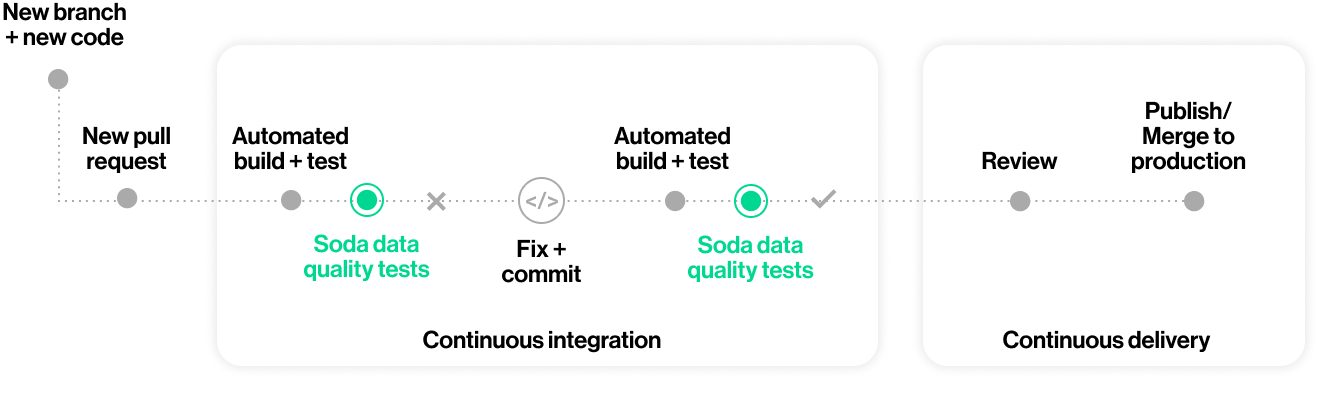 New branch
+ new code
New pull
request
Automated
build + test
Soda data
quality tests
</>
Fix +
commit
Automated
build + test
Soda data
quality tests
Continuous integration
Review
Publish/
Merge to
production
Continuous delivery